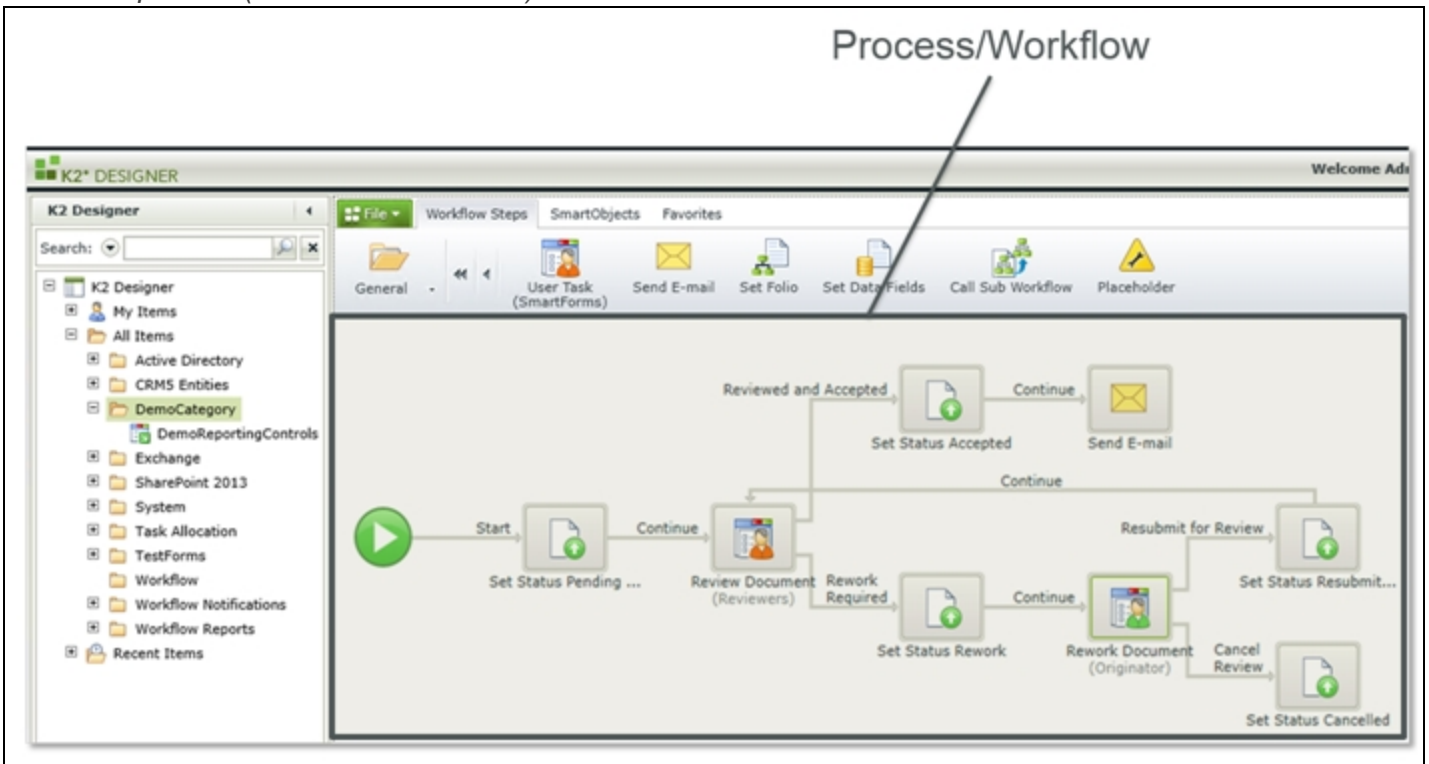 Process/Workflow
K2* DESIGNER
Welcome
K2 Designer
File
Workflow Steps
SmartObjects
Favorites
Search:
General
User Task
(SmartForms)
Send E-mail
Set Folio
Set Data Fields
Call Sub Workflow
Placeholder
K2 Designer
My Items
All Items
Active Directory
CRM5 Entities
DemoCategory
DemoReportingControls
Exchange
SharePoint 2013
System
Task Allocation
TestForms
Workflow
Workflow Notifications
Workflow Reports
Recent Items
Reviewed and Accepted
Continue
Set Status Accepted
Send E-mail
Continue
Start
Continue
Resubmit for Review
Set Status Pending ...
Review Document
(Reviewers)
Rework
Required
Continue
Set Status Resubmit...
Set Status Rework
Rework Document
(Originator)
Cancel
Review
Set Status Cancelled